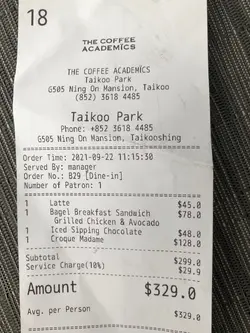 18
THE COFFEE
ACADEMÏCS
THE COFFEE ACADEMÏCS
Taikoo Park
G505 Ning On Mansion, Taikoo
(852) 3618 4485
Taikoo Park
Phone: +852 3618 4485
G505 Ning On Mansion, Taikooshing
Order Time: 2021-09-22 11:15:30
Served By: manager
Order No.: B29 [Dine-in]
Number of Patron: 1
1 Latte $45.0
1 Bagel Breakfast Sandwich $78.0
Grilled Chicken & Avocado
1 Iced Sipping Chocolate $48.0
1 Croque Madame $128.0
Subtotal $299.0
Service Charge(10%) $29.9
Amount $329.0
Avg. per Person $329.0